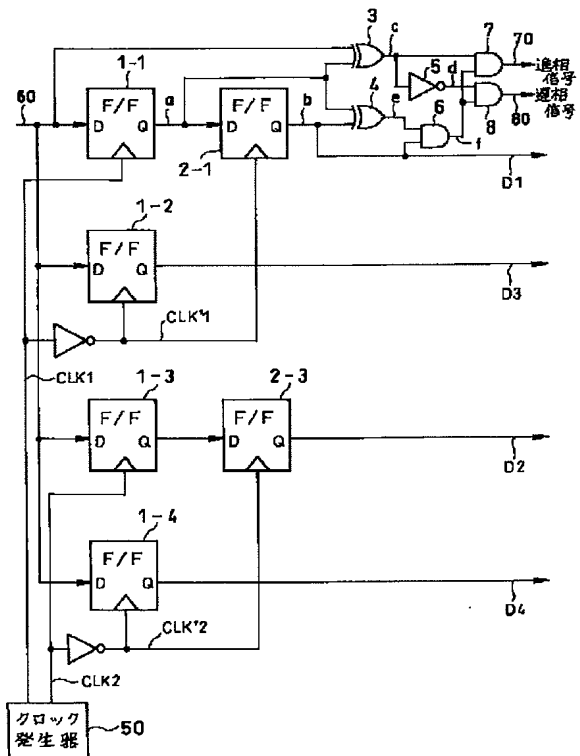 3
c
7
70
進相
信号
5
d
1-1
60
F/F
D
Q
a
F/F
D
Q
b
4
e
6
f
8
80
遅相
信号
2-1
D1
1-2
F/F
D
Q
D3
CLK'1
CLK1
1-3
F/F
D
Q
2-3
F/F
D
Q
D2
1-4
F/F
D
Q
D4
CLK'2
CLK2
クロック
発生器
50